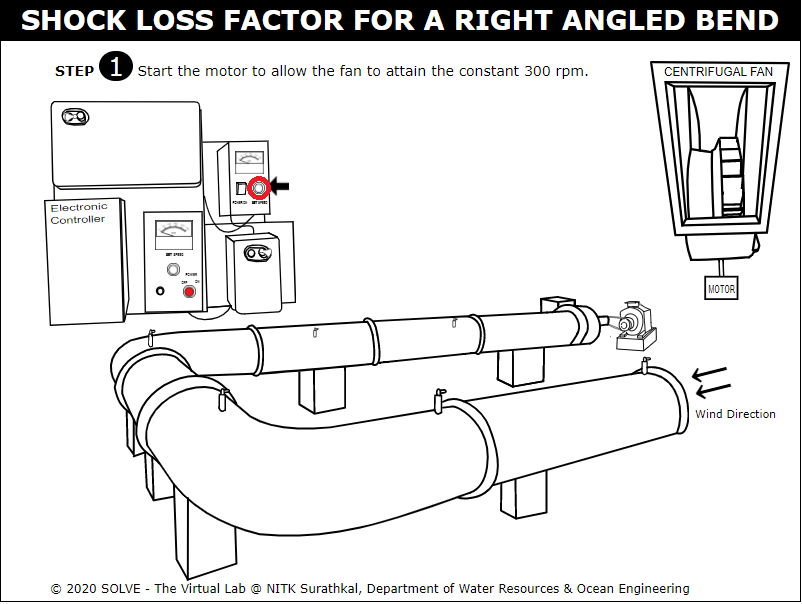 SHOCK LOSS FACTOR FOR A RIGHT ANGLED BEND
STEP 1 Start the motor to allow the fan to attain the constant 300 rpm.
CENTRIFUGAL FAN
POWER ON SET SPEED
Electronic
Controller
SET SPEED
POWER
OFF ON
MOTOR
Wind Direction
© 2020 SOLVE - The Virtual Lab @ NITK Surathkal, Department of Water Resources & Ocean Engineering